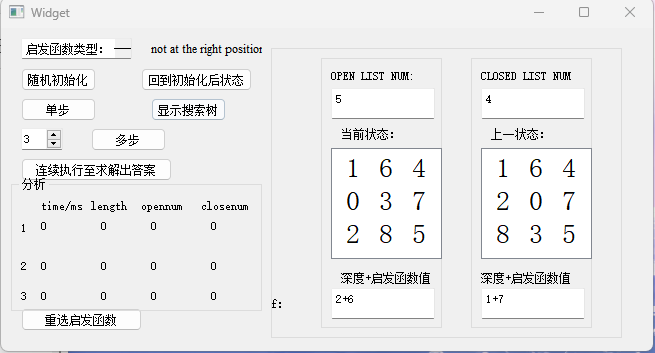 Widget
启发函数类型: not at the right position
随机初始化 回到初始化后状态
单步 显示搜索树
3 多步
连续执行至求解出答案
分析
time/ms length opennum closenum
1 0 0 0 0
2 0 0 0 0
3 0 0 0 0
重选启发函数
f:
OPEN LIST NUM:
5
当前状态:
1 6 4
0 3 7
2 8 5
深度+启发函数值
2+6
CLOSED LIST NUM
4
上一状态:
1 6 4
2 0 7
8 3 5
深度+启发函数值
1+7